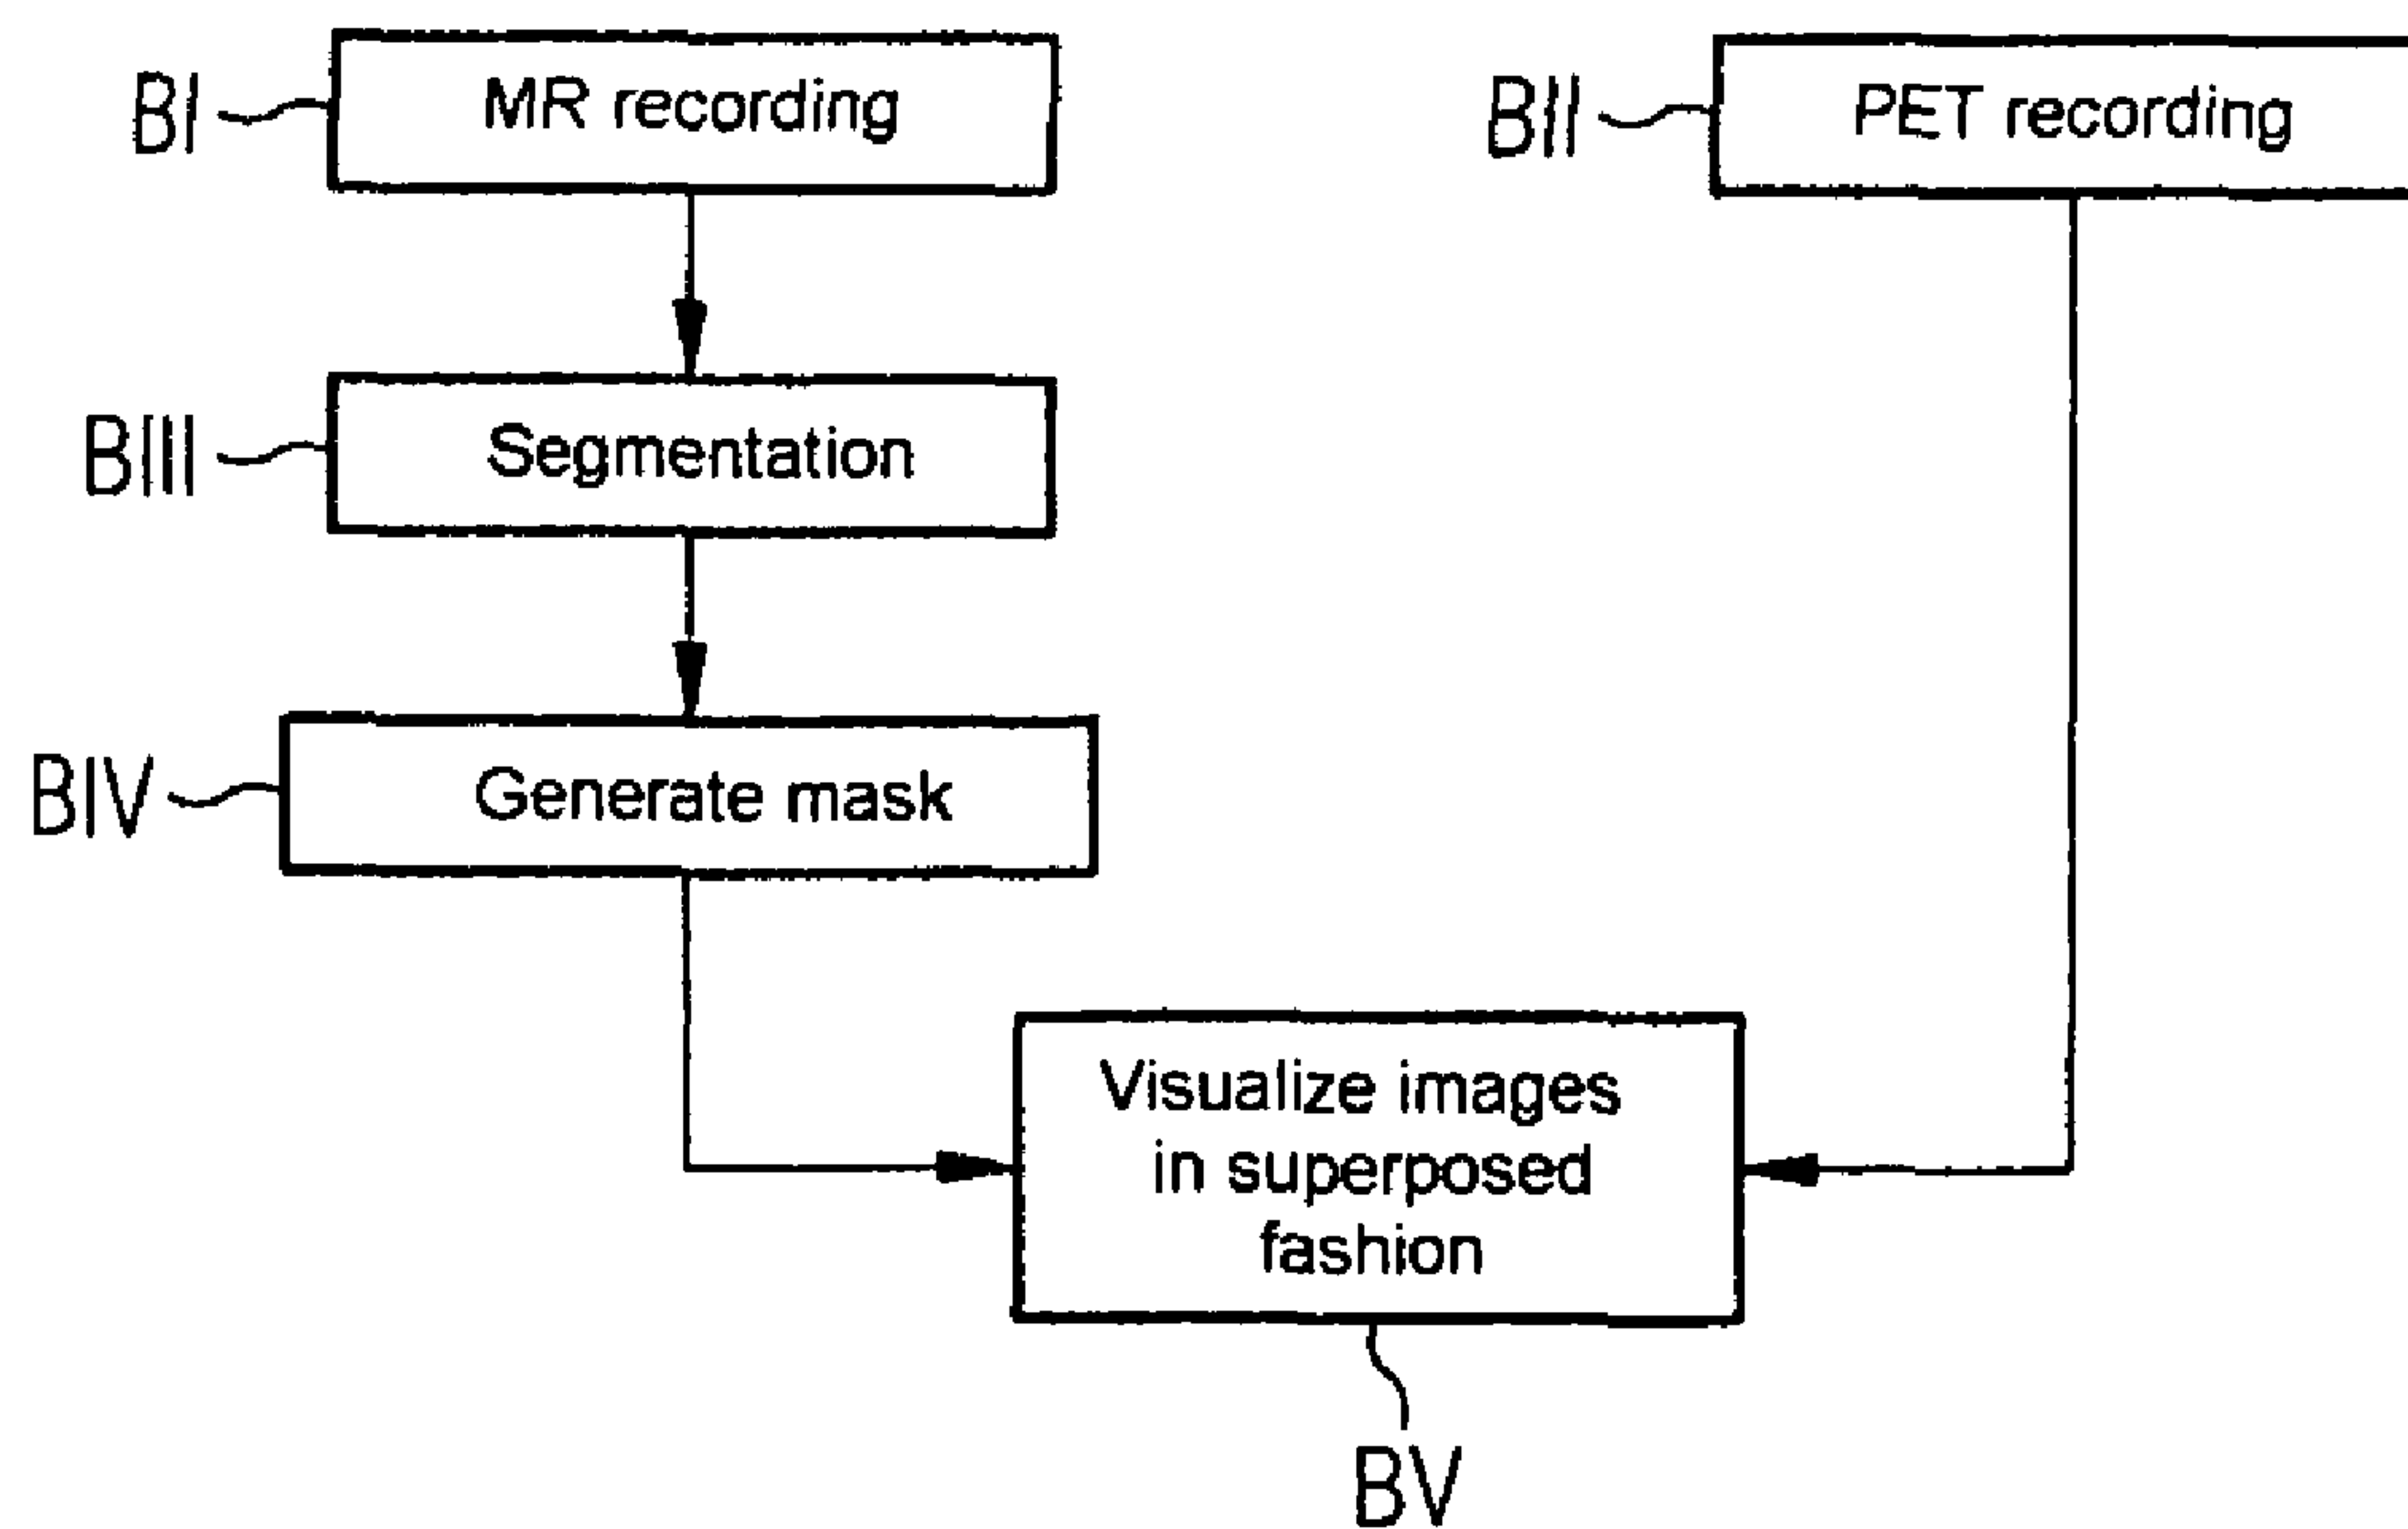 BI
MR recording
BII
PET recording
BIII
Segmentation
BIV
Generate mask
Visualize images
in superposed
fashion
BV